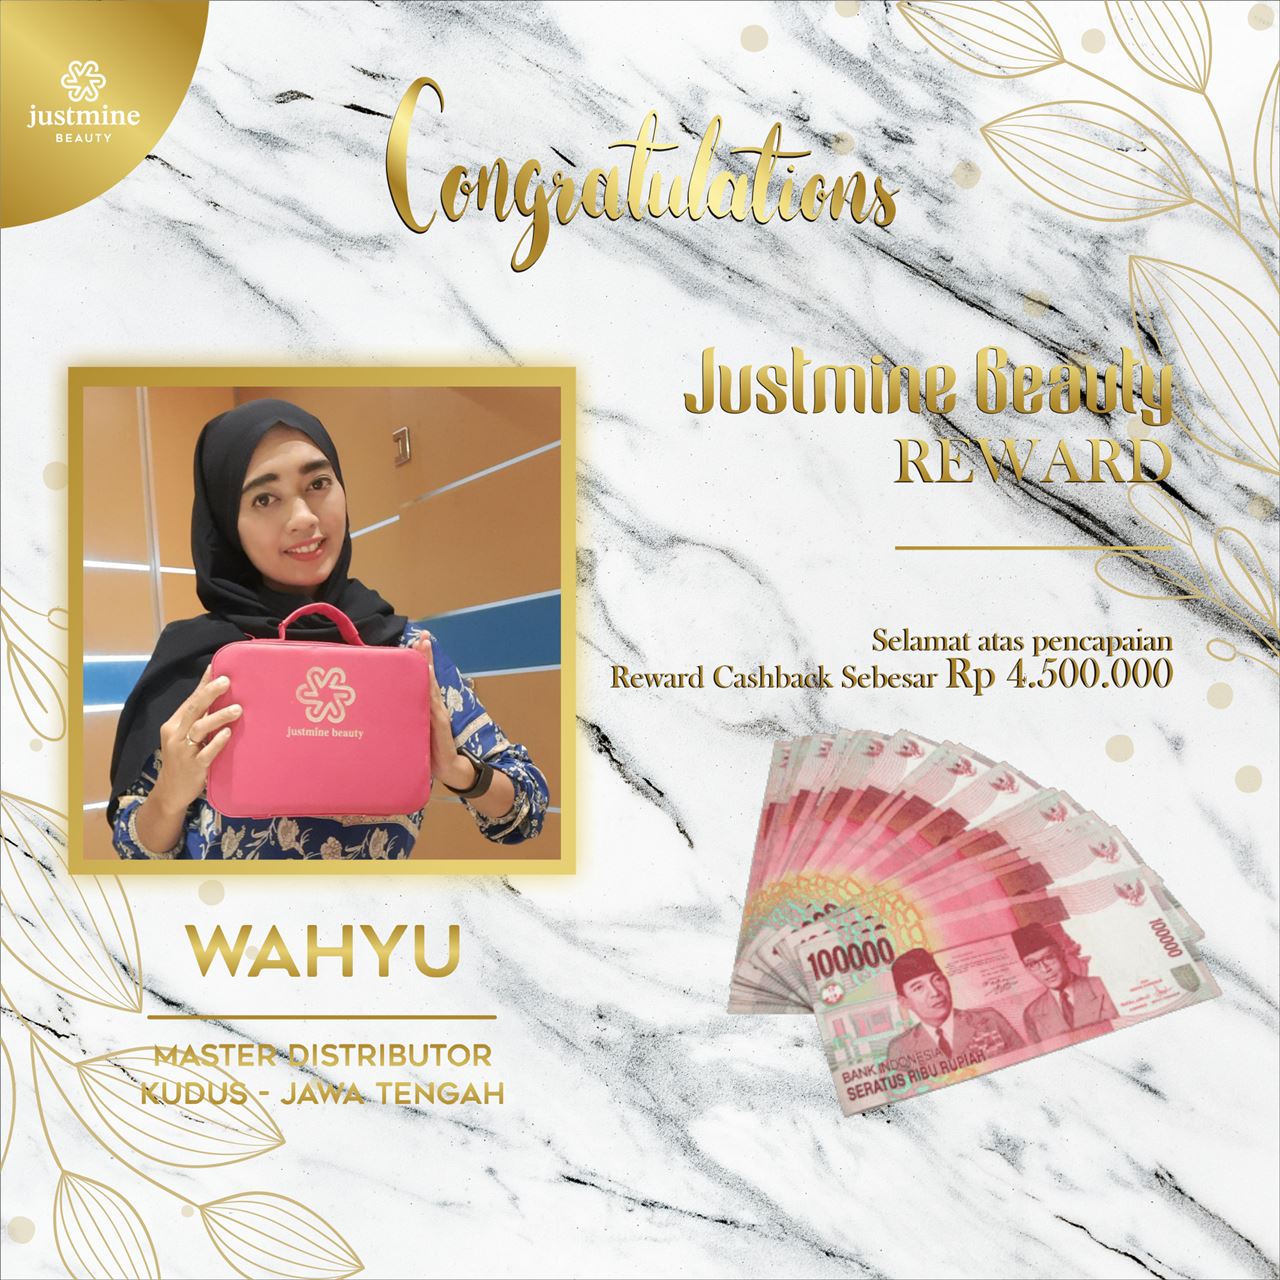 justmine
BEAUTY
Congratulations
Justmine Beauty
REWARD
Selamat atas pencapaian
Reward Cashback Sebesar Rp 4.500.000
justmine beauty
WAHYU
MASTER DISTRIBUTOR
KUDUS - JAWA TENGAH
100000
100000
BANK INDONESIA
SERATUS RIBU RUPIAH